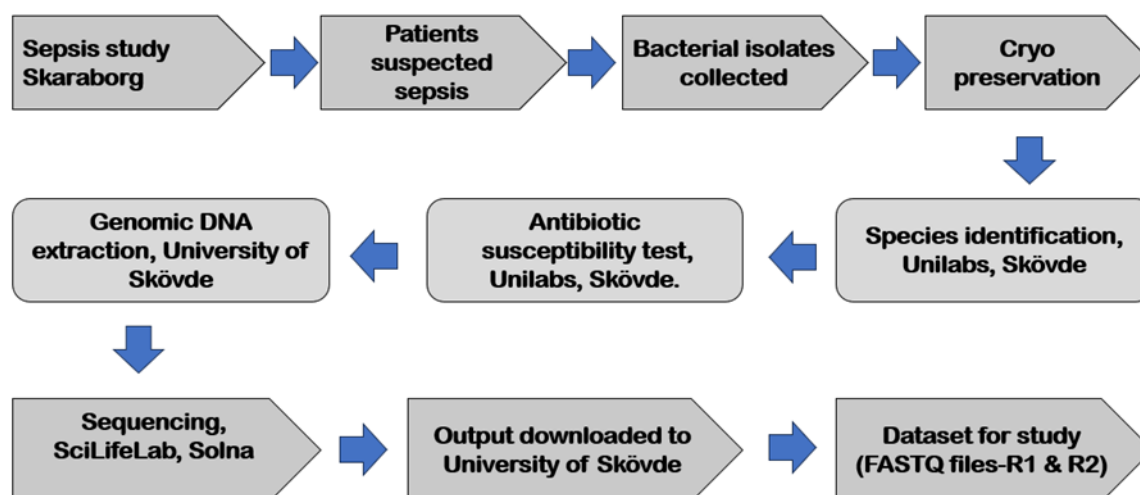 Sepsis study
Skaraborg
Patients
suspected
sepsis
Bacterial isolates
collected
Cryo
preservation
Species identification,
Unilabs, Skövde
Antibiotic
susceptibility test,
Unilabs, Skövde.
Genomic DNA
extraction, University of
Skövde
Sequencing,
SciLifeLab, Solna
Output downloaded to
University of Skövde
Dataset for study
(FASTQ files-R1 & R2)